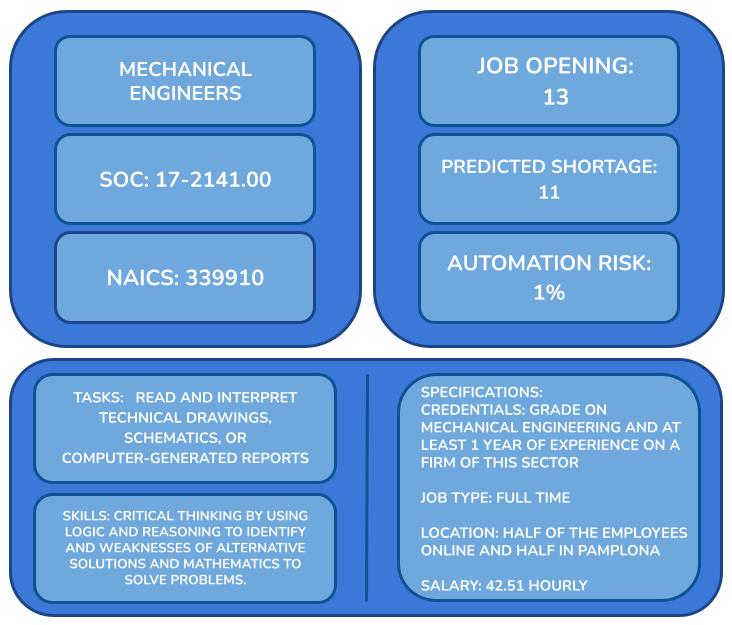 MECHANICAL
ENGINEERS
SOC: 17-2141.00
NAICS: 339910
JOB OPENING:
13
PREDICTED SHORTAGE:
11
AUTOMATION RISK:
1%
TASKS: READ AND INTERPRET
TECHNICAL DRAWINGS,
SCHEMATICS, OR
COMPUTER-GENERATED REPORTS
SKILLS: CRITICAL THINKING BY USING
LOGIC AND REASONING TO IDENTIFY
AND WEAKNESSES OF ALTERNATIVE
SOLUTIONS AND MATHEMATICS TO
SOLVE PROBLEMS.
SPECIFICATIONS:
CREDENTIALS: GRADE ON
MECHANICAL ENGINEERING AND AT
LEAST 1 YEAR OF EXPERIENCE ON A
FIRM OF THIS SECTOR
JOB TYPE: FULL TIME
LOCATION: HALF OF THE EMPLOYEES
ONLINE AND HALF IN PAMPLONA
SALARY: 42.51 HOURLY